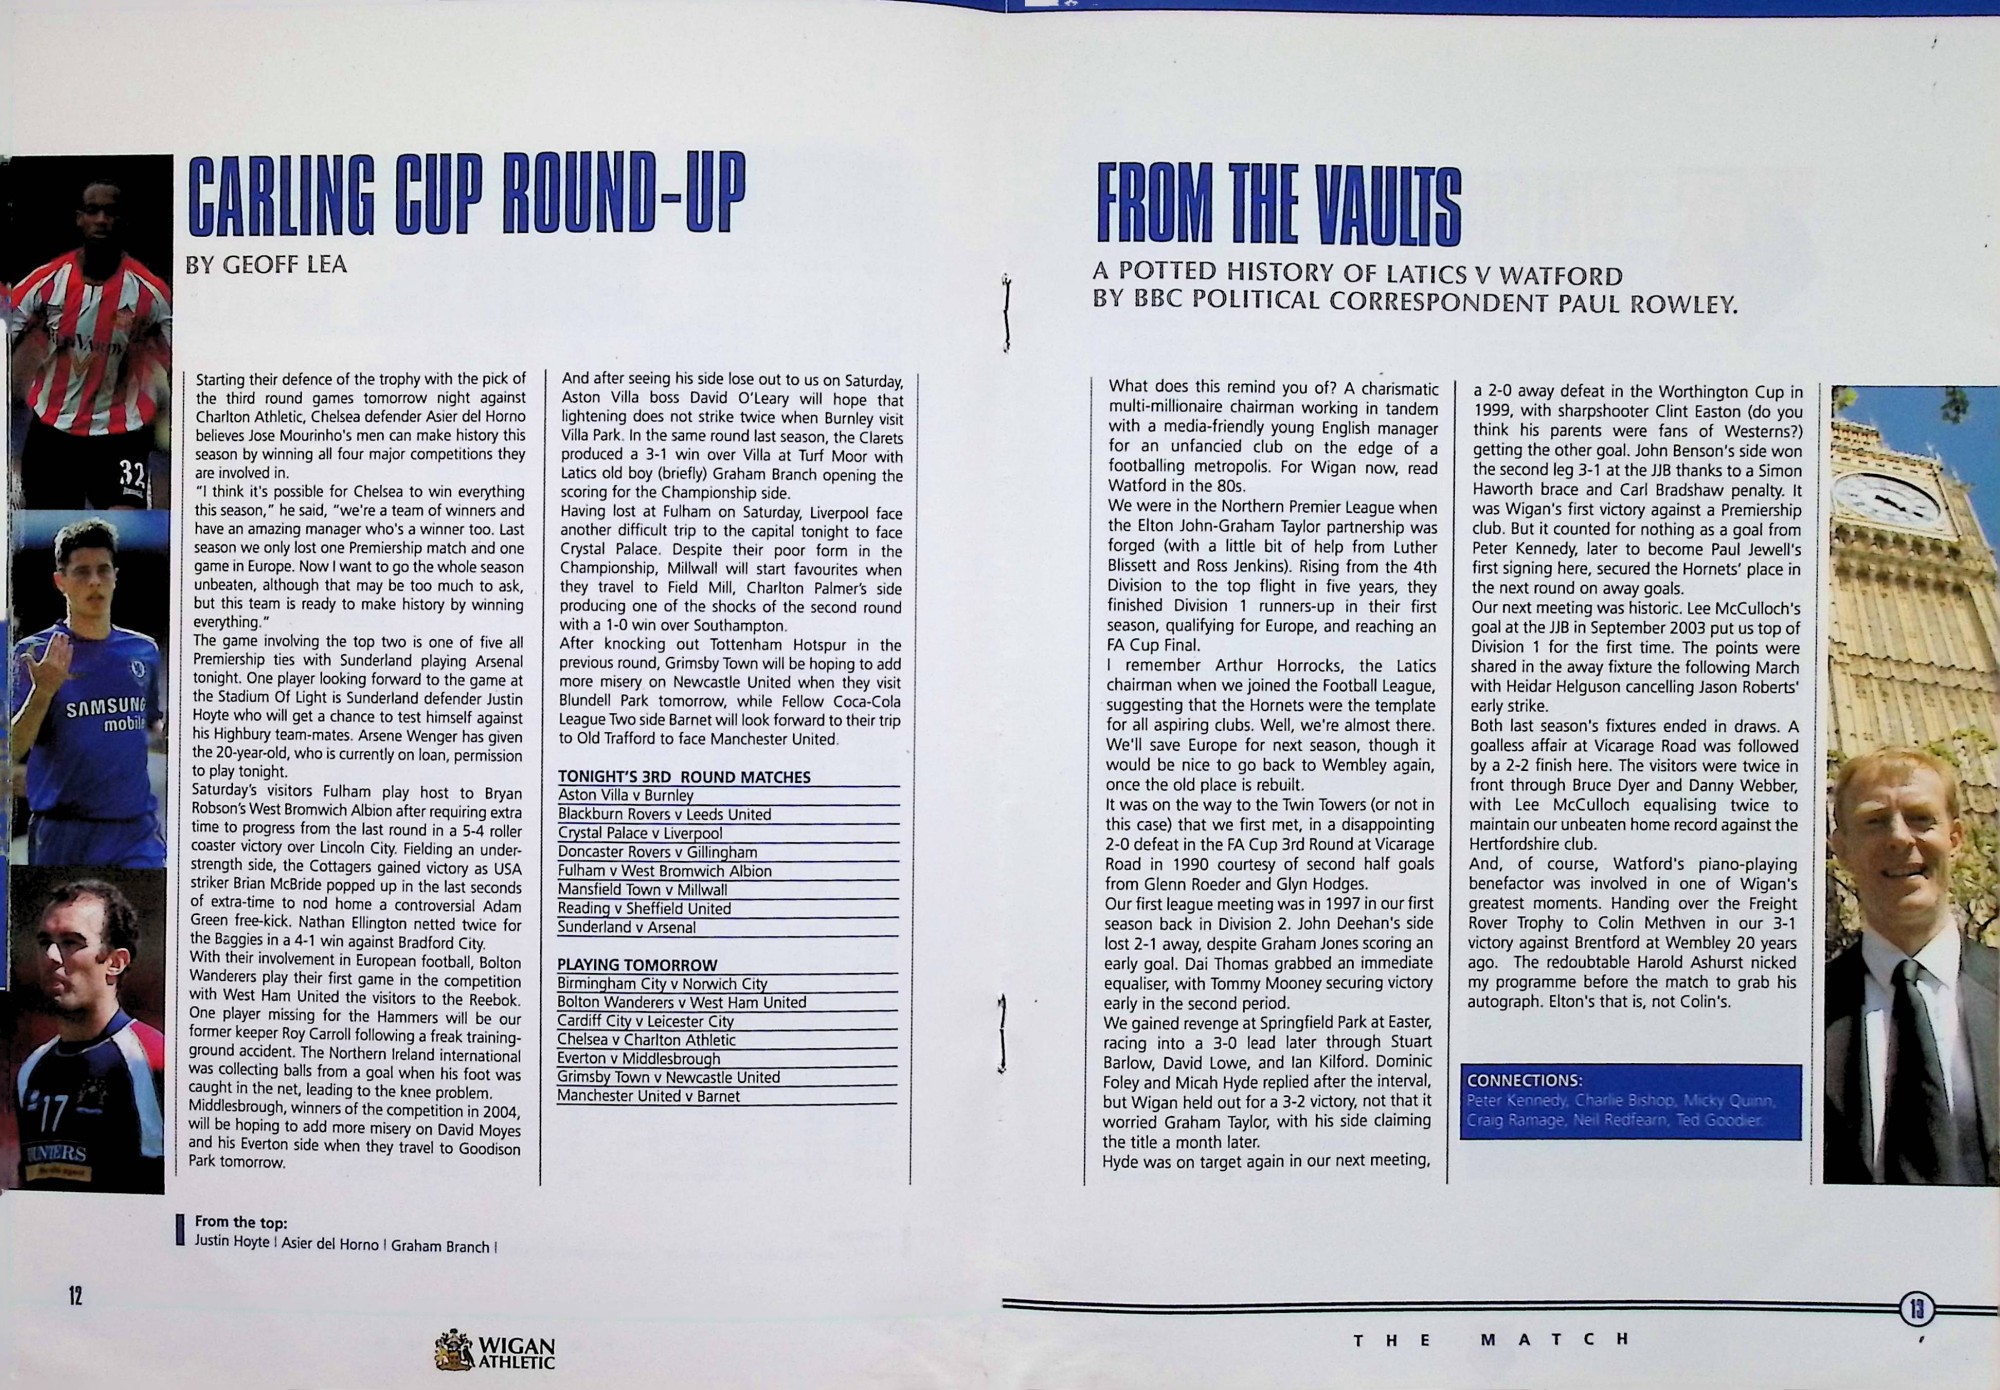 CARLING CUP ROUND-UP
BY GEOFF LEA
32
SAMSUNG
mobile
17
Starting their defence of the trophy with the pick of
the third round games tomorrow night against
Charlton Athletic, Chelsea defender Asier del Horno
believes Jose Mourinho's men can make history this
season by winning all four major competitions they
are involved in.
"I think it's possible for Chelsea to win everything
this season," he said, "we're a team of winners and
have an amazing manager who's a winner too. Last
season we only lost one Premiership match and one
game in Europe. Now I want to go the whole season
unbeaten, although that may be too much to ask,
but this team is ready to make history by winning
everything."
The game involving the top two is one of five all
Premiership ties with Sunderland playing Arsenal
tonight. One player looking forward to the game at
the Stadium Of Light is Sunderland defender Justin
Hoyte who will get a chance to test himself against
his Highbury team-mates. Arsene Wenger has given
the 20-year-old, who is currently on loan, permission
to play tonight.
Saturday's visitors Fulham play host to Bryan
Robson's West Bromwich Albion after requiring extra
time to progress from the last round in a 5-4 roller
coaster victory over Lincoln City. Fielding an under-
strength side, the Cottagers gained victory as USA
striker Brian McBride popped up in the last seconds
of extra-time to nod home a controversial Adam
Green free-kick. Nathan Ellington netted twice for
the Baggies in a 4-1 win against Bradford City.
With their involvement in European football, Bolton
Wanderers play their first game in the competition
with West Ham United the visitors to the Reebok.
One player missing for the Hammers will be our
former keeper Roy Carroll following a freak training-
ground accident. The Northern Ireland international
was collecting balls from a goal when his foot was
caught in the net, leading to the knee problem.
Middlesbrough, winners of the competition in 2004,
will be hoping to add more misery on David Moyes
and his Everton side when they travel to Goodison
Park tomorrow.
And after seeing his side lose out to us on Saturday,
Aston Villa boss David O'Leary will hope that
lightening does not strike twice when Burnley visit
Villa Park. In the same round last season, the Clarets
produced a 3-1 win over Villa at Turf Moor with
Latics old boy (briefly) Graham Branch opening the
scoring for the Championship side.
Having lost at Fulham on Saturday, Liverpool face
another difficult trip to the capital tonight to face
Crystal Palace. Despite their poor form in the
Championship, Millwall will start favourites when
they travel to Field Mill, Charlton Palmer's side
producing one of the shocks of the second round
with a 1-0 win over Southampton.
After knocking out Tottenham Hotspur in the
previous round, Grimsby Town will be hoping to add
more misery on Newcastle United when they visit
Blundell Park tomorrow, while Fellow Coca-Cola
League Two side Barnet will look forward to their trip
to Old Trafford to face Manchester United.
TONIGHT'S 3RD ROUND MATCHES
Aston Villa v Burnley
Blackburn Rovers v Leeds United
Crystal Palace v Liverpool
Doncaster Rovers v Gillingham
Fulham v West Bromwich Albion
Mansfield Town v Millwall
Reading v Sheffield United
Sunderland v Arsenal
PLAYING TOMORROW
Birmingham City v Norwich City
Bolton Wanderers v West Ham United
Cardiff City v Leicester City
Chelsea v Charlton Athletic
Everton v Middlesbrough
Grimsby Town v Newcastle United
Manchester United v Barnet
From the top:
Justin Hoyte | Asier del Horno | Graham Branch |
12
WIGAN
ATHLETIC
FROM THE VAULTS
A POTTED HISTORY OF LATICS V WATFORD
BY BBC POLITICAL CORRESPONDENT PAUL ROWLEY.
What does this remind you of? A charismatic
multi-millionaire chairman working in tandem
with a media-friendly young English manager
for an unfancied club on the edge of a
footballing metropolis. For Wigan now, read
Watford in the 80s.
We were in the Northern Premier League when
the Elton John-Graham Taylor partnership was
forged (with a little bit of help from Luther
Blissett and Ross Jenkins). Rising from the 4th
Division to the top flight in five years, they
finished Division 1 runners-up in their first
season, qualifying for Europe, and reaching an
FA Cup Final.
I remember Arthur Horrocks, the Latics
chairman when we joined the Football League,
suggesting that the Hornets were the template
for all aspiring clubs. Well, we're almost there.
We'll save Europe for next season, though it
would be nice to go back to Wembley again,
once the old place is rebuilt.
It was on the way to the Twin Towers (or not in
this case) that we first met, in a disappointing
2-0 defeat in the FA Cup 3rd Round at Vicarage
Road in 1990 courtesy of second half goals
from Glenn Roeder and Glyn Hodges.
Our first league meeting was in 1997 in our first
season back in Division 2. John Deehan's side
lost 2-1 away, despite Graham Jones scoring an
early goal. Dai Thomas grabbed an immediate
equaliser, with Tommy Mooney securing victory
early in the second period.
We gained revenge at Springfield Park at Easter,
racing into a 3-0 lead later through Stuart
Barlow, David Lowe, and Ian Kilford. Dominic
Foley and Micah Hyde replied after the interval,
but Wigan held out for a 3-2 victory, not that it
worried Graham Taylor, with his side claiming
the title a month later.
Hyde was on target again in our next meeting,
a 2-0 away defeat in the Worthington Cup in
1999, with sharpshooter Clint Easton (do you
think his parents were fans of Westerns?)
getting the other goal. John Benson's side won
the second leg 3-1 at the JJB thanks to a Simon
Haworth brace and Carl Bradshaw penalty. It
was Wigan's first victory against a Premiership
club. But it counted for nothing as a goal from
Peter Kennedy, later to become Paul Jewell's
first signing here, secured the Hornets' place in
the next round on away goals.
Our next meeting was historic. Lee McCulloch's
goal at the JJB in September 2003 put us top of
Division 1 for the first time. The points were
shared in the away fixture the following March
with Heidar Helguson cancelling Jason Roberts'
early strike.
Both last season's fixtures ended in draws. A
goalless affair at Vicarage Road was followed
by a 2-2 finish here. The visitors were twice in
front through Bruce Dyer and Danny Webber,
with Lee McCulloch equalising twice to
maintain our unbeaten home record against the
Hertfordshire club.
And, of course, Watford's piano-playing
benefactor was involved in one of Wigan's
greatest moments. Handing over the Freight
Rover Trophy to Colin Methven in our 3-1
victory against Brentford at Wembley 20 years
ago. The redoubtable Harold Ashurst nicked
my programme before the match to grab his
autograph. Elton's that is, not Colin's.
CONNECTIONS:
Peter Kennedy, Charlie Bishop, Micky Quinn,
Craig Ramage, Neil Redfearn, Ted Goodier
13
THE MATCH